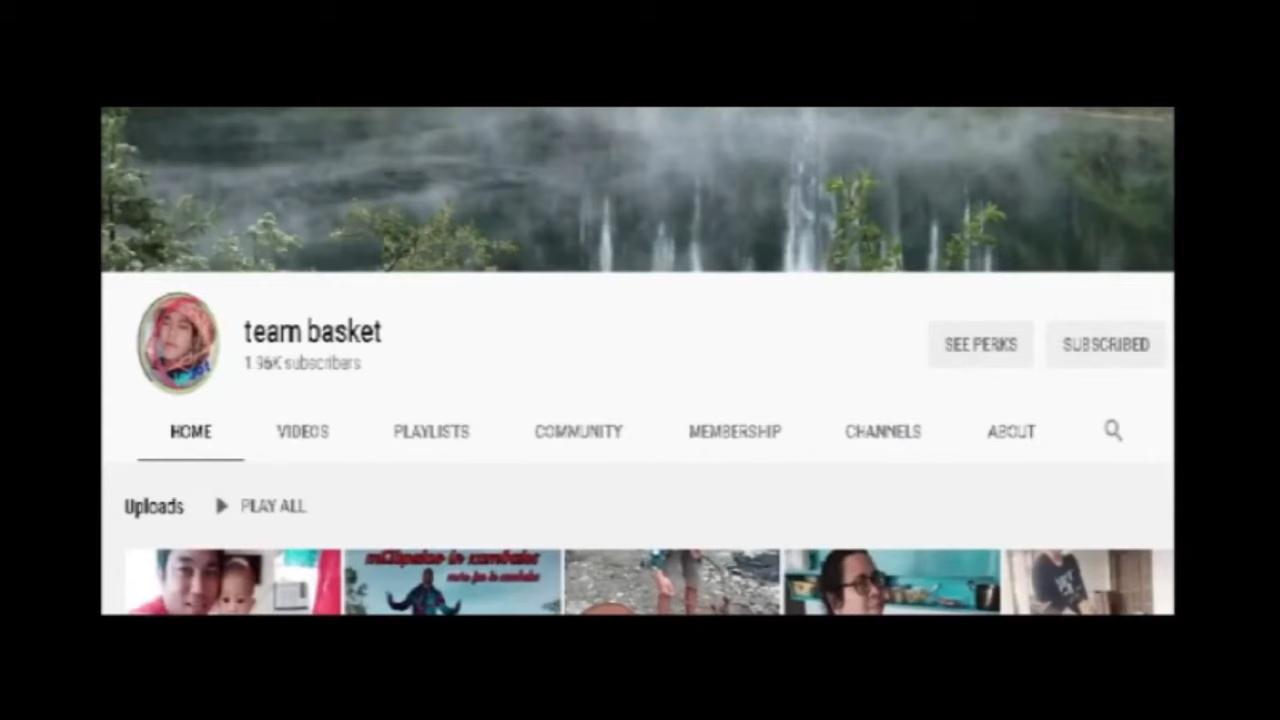 team basket
1.96K subscribers
SEE PERKS
SUBSCRIBED
HOME VIDEOS PLAYLISTS COMMUNITY MEMBERSHIP CHANNELS ABOUT
Uploads PLAY ALL